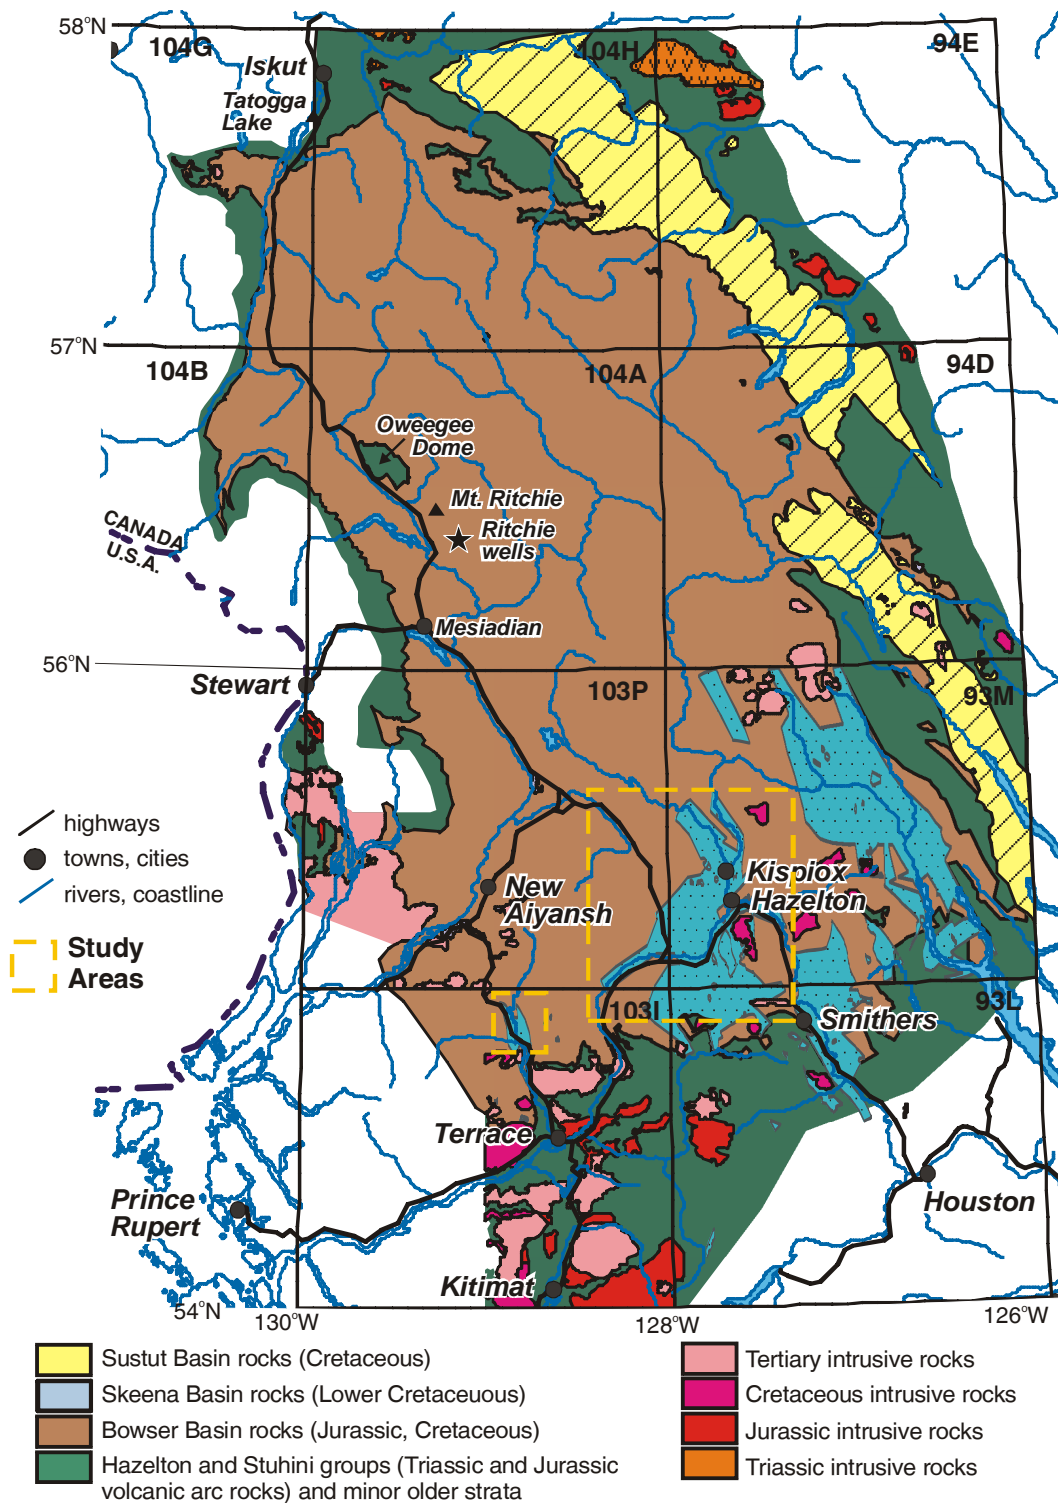 58°N
104G
104H
94E
Iskut
Tatogga
Lake
57°N
104B
104A
94D
Oweegee
Dome
Mt. Ritchie
Ritchie
wells
CANADA
U.S.A.
Mesiadian
56°N
Stewart
103P
93M
highways
towns, cities
rivers, coastline
Study
Areas
New
Aiyansh
Kispiox
Hazelton
103I
93L
Smithers
Terrace
Prince
Rupert
Houston
Kitimat
54°N
130°W
128°W
126°W
Sustut Basin rocks (Cretaceous)
Skeena Basin rocks (Lower Cretaceuous)
Bowser Basin rocks (Jurassic, Cretaceous)
Hazelton and Stuhini groups (Triassic and Jurassic
volcanic arc rocks) and minor older strata
Tertiary intrusive rocks
Cretaceous intrusive rocks
Jurassic intrusive rocks
Triassic intrusive rocks